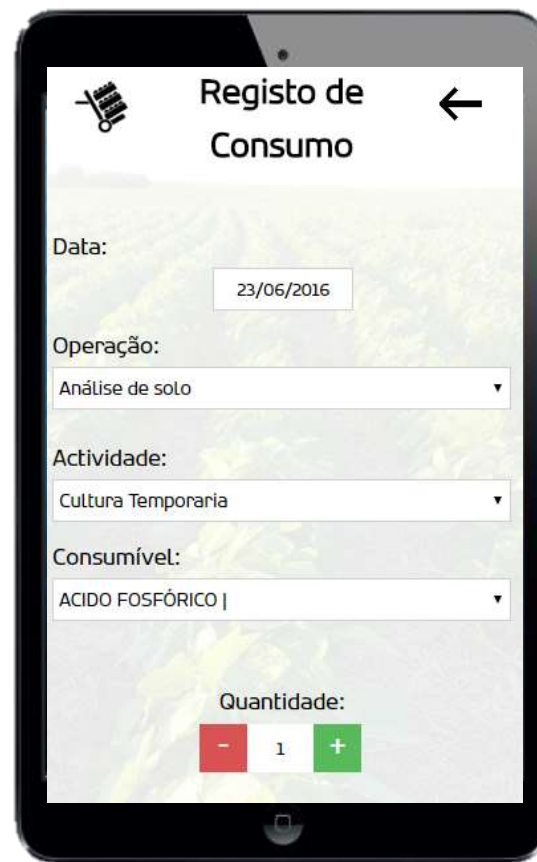 Registo de
Consumo
Data:
23/06/2016
Operação:
Análise de solo
Actividade:
Cultura Temporaria
Consumível:
ACIDO FOSFÓRICO |
Quantidade:
- 1 +